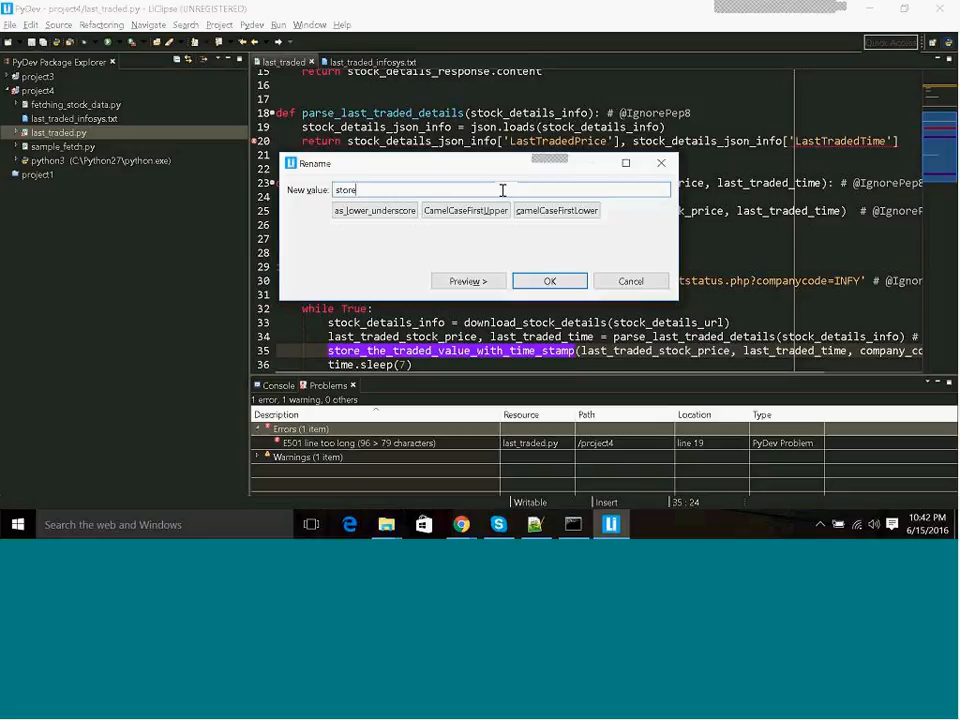 PyDev - project4/last_traded.py - LiClipse (UNREGISTERED)
File Edit Source Refactoring Navigate Search Project Pydev Run Window Help
Quick Access
PyDev Package Explorer
project3
project4
fetching_stock_data.py
last_traded_infosys.txt
last_traded.py
sample_fetch.py
python3 (C:\Python27\python.exe)
project1
last_traded last_traded_infosys.txt
15 return stock_details_response.content
16
17
18 def parse_last_traded_details(stock_details_info): # @IgnorePep8
19 stock_details_json_info = json.loads(stock_details_info)
20 return stock_details_json_info['LastTradedPrice'], stock_details_json_info['LastTradedTime']
21
22
23 price, last_traded_time): # @IgnorePep8
24
25 _price, last_traded_time) # @IgnorePep8
26
27
28
29
30 tstatus.php?companycode=INFY' # @Ign
31
32 while True:
33 stock_details_info = download_stock_details(stock_details_url)
34 last_traded_stock_price, last_traded_time = parse_last_traded_details(stock_details_info) #
35 store_the_traded_value_with_time_stamp(last_traded_stock_price, last_traded_time, company_co
36 time.sleep(7)
Rename
New value: store
as_lower_underscore CamelCaseFirstUpper camelCaseFirstLower
Preview > OK Cancel
Console Problems
1 error, 1 warning, 0 others
Description Resource Path Location Type
Errors (1 item)
E501 line too long (96 > 79 characters) last_traded.py /project4 line 19 PyDev Problem
Warnings (1 item)
Writable Insert 35 : 24
Search the web and Windows
10:42 PM
6/15/2016